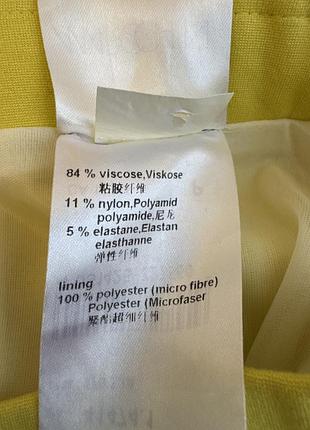 84 % viscose,Viskose
粘胶纤维
11 % nylon,Polyamid
polyamide,尼龙
5 % elastane,Elastan
elasthanne
弹性纤维
lining
100 % polyester (micro fibre)
Polyester (Microfaser
聚酯超细纤维